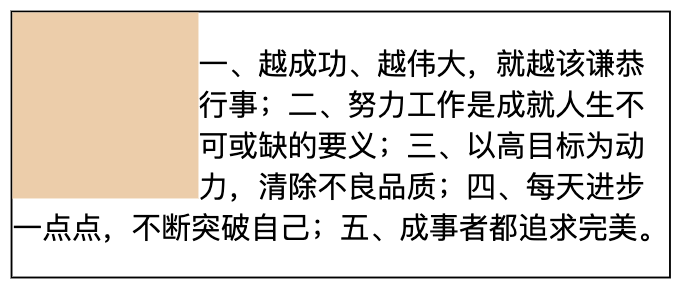 一、越成功、越伟大，就越该谦恭
行事；二、努力工作是成就人生不
可或缺的要义；三、以高目标为动
力，清除不良品质；四、每天进步
一点点，不断突破自己；五、成事者都追求完美。